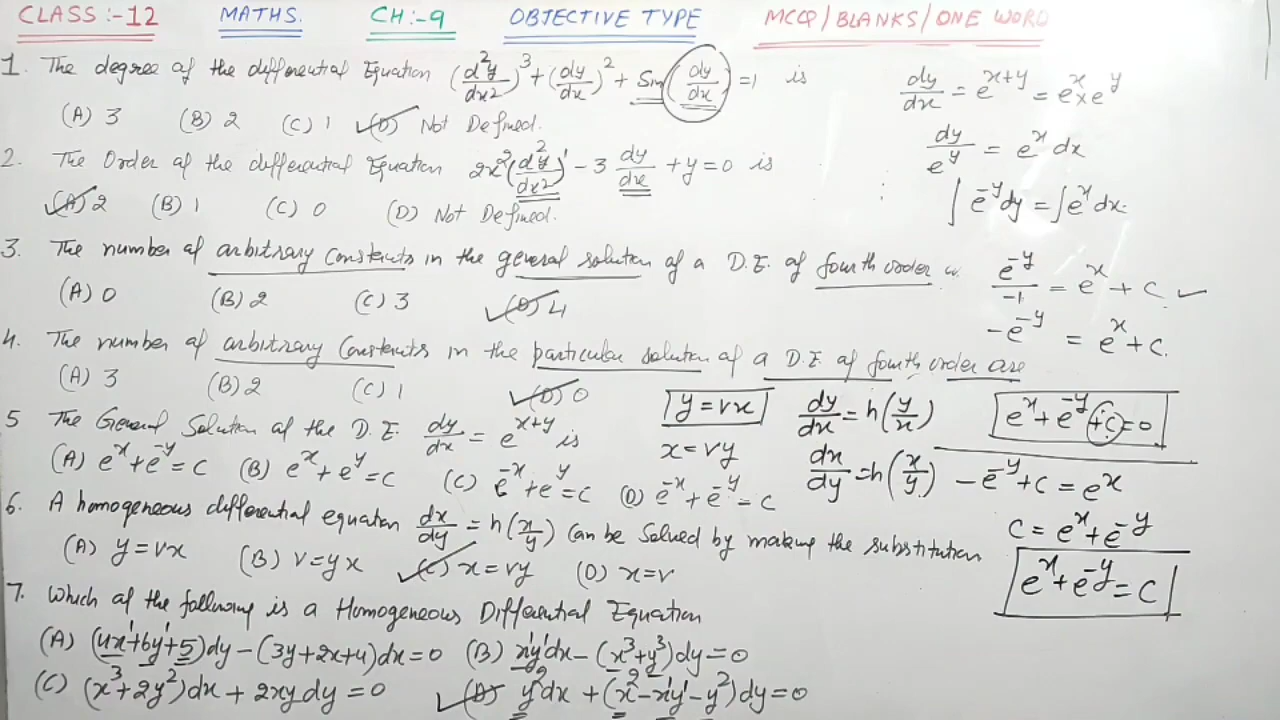 CLASS :- 12 MATHS. CH :- 9 OBJECTIVE TYPE MCQ/BLANKS/ONE WORD
1. The degree of the differential Equation (d²y/dx²)³ + (dy/dx)² + Sin(dy/dx) = 1 is
(A) 3 (B) 2 (C) 1 (D) Not Defined.
2. The Order of the differential Equation 2x²(d²y/dx²)¹ - 3 dy/dx + y = 0 is
(A) 2 (B) 1 (C) 0 (D) Not Defined.
3. The number of arbitrary Constants in the general solution of a D.E. of fourth order
(A) 0 (B) 2 (C) 3 (D) 4
4. The number of arbitrary Constants in the particular solution of a D.E of fourth order are
(A) 3 (B) 2 (C) 1 (D) 0
5 The General Solution of the D.E. dy/dx = e^(x+y) is
(A) e^x + e^-y = C (B) e^x + e^y = C (C) e^-x + e^y = C (D) e^-x + e^-y = C
6. A homogeneous differential equation dx/dy = h(x/y) Can be Solved by making the substitution
(A) y = vx (B) v = yx (C) x = vy (D) x = v
7. Which of the following is a Homogeneous Differential Equation
(A) (4x¹+6y¹+5)dy - (3y+2x+4)dx = 0 (B) x¹y¹dx - (x³+y³)dy = 0
(C) (x³+2y²)dx + 2xy dy = 0 (D) y²dx + (x²-x¹y¹-y²)dy = 0
dy/dx = e^(x+y) = e^x × e^y
dy/e^y = e^x dx
∫ e^-y dy = ∫ e^x dx.
e^-y/-1 = e^x + C.
-e^-y = e^x + C.
e^x + e^-y + C = 0
y = vx dy/dx = h(y/x)
x = vy dx/dy = h(x/y)
-e^-y + C = e^x
C = e^x + e^-y
e^x + e^-y = C